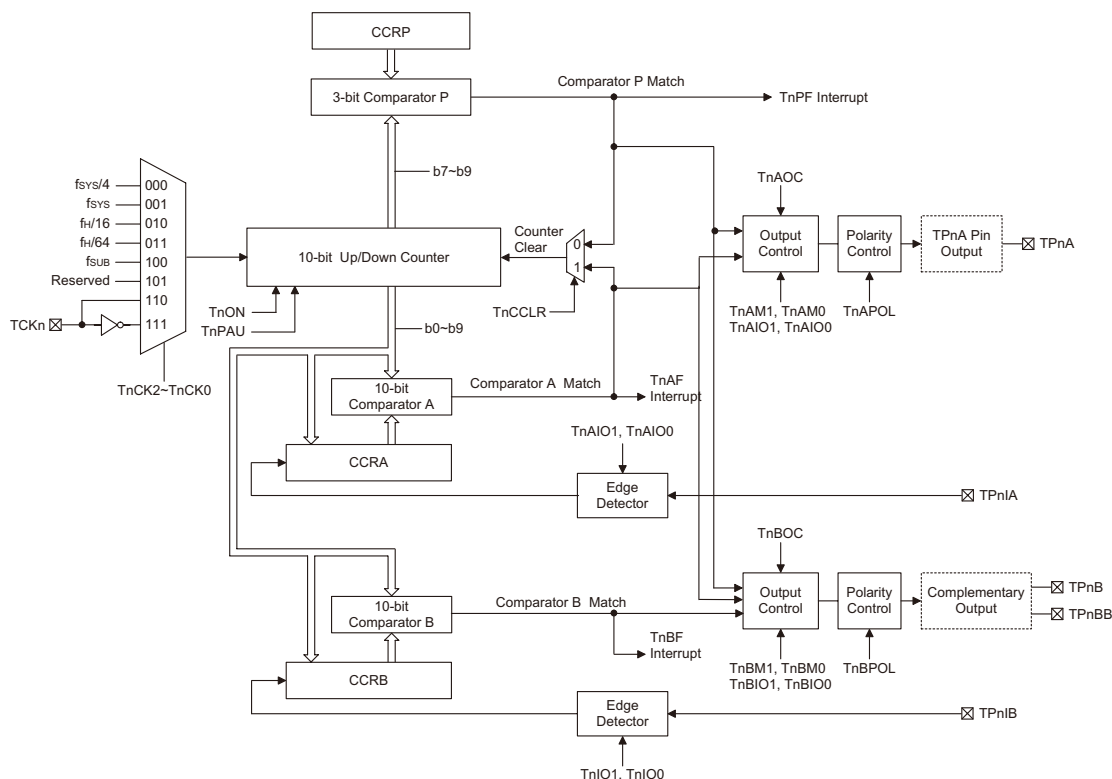 CCRP
3-bit Comparator P
Comparator P Match
TnPF Interrupt
b7~b9
fSYS/4
000
fSYS
001
fH/16
010
fH/64
011
fSUB
100
Reserved
101
110
TCKn
111
TnCK2~TnCK0
10-bit Up/Down Counter
TnON
TnPAU
Counter
Clear
0
1
TnCCLR
b0~b9
TnAOC
Output
Control
Polarity
Control
TPnA Pin
Output
TPnA
TnAM1, TnAM0
TnAIO1, TnAIO0
TnAPOL
10-bit
Comparator A
Comparator A Match
TnAF
Interrupt
CCRA
TnAIO1, TnAIO0
Edge
Detector
TPnIA
TnBOC
Output
Control
Polarity
Control
Complementary
Output
TPnB
TPnBB
TnBM1, TnBM0
TnBIO1, TnBIO0
TnBPOL
10-bit
Comparator B
Comparator B Match
TnBF
Interrupt
CCRB
Edge
Detector
TPnIB
TnIO1, TnIO0